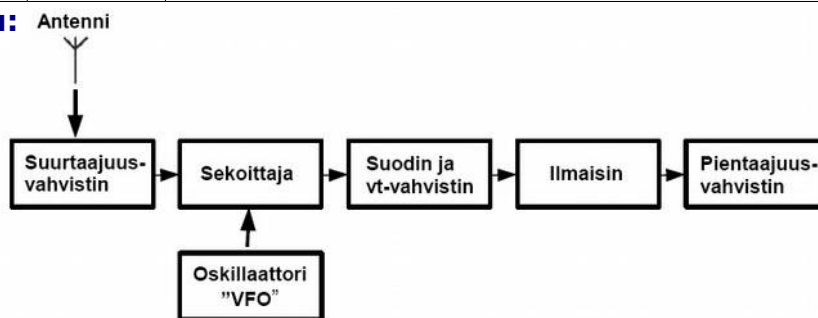 Antenni
Suurtaajuus-
vahvistin
Sekoittaja
Suodin ja
vt-vahvistin
Ilmaisin
Pientaajuus-
vahvistin
Oskillaattori
”VFO”